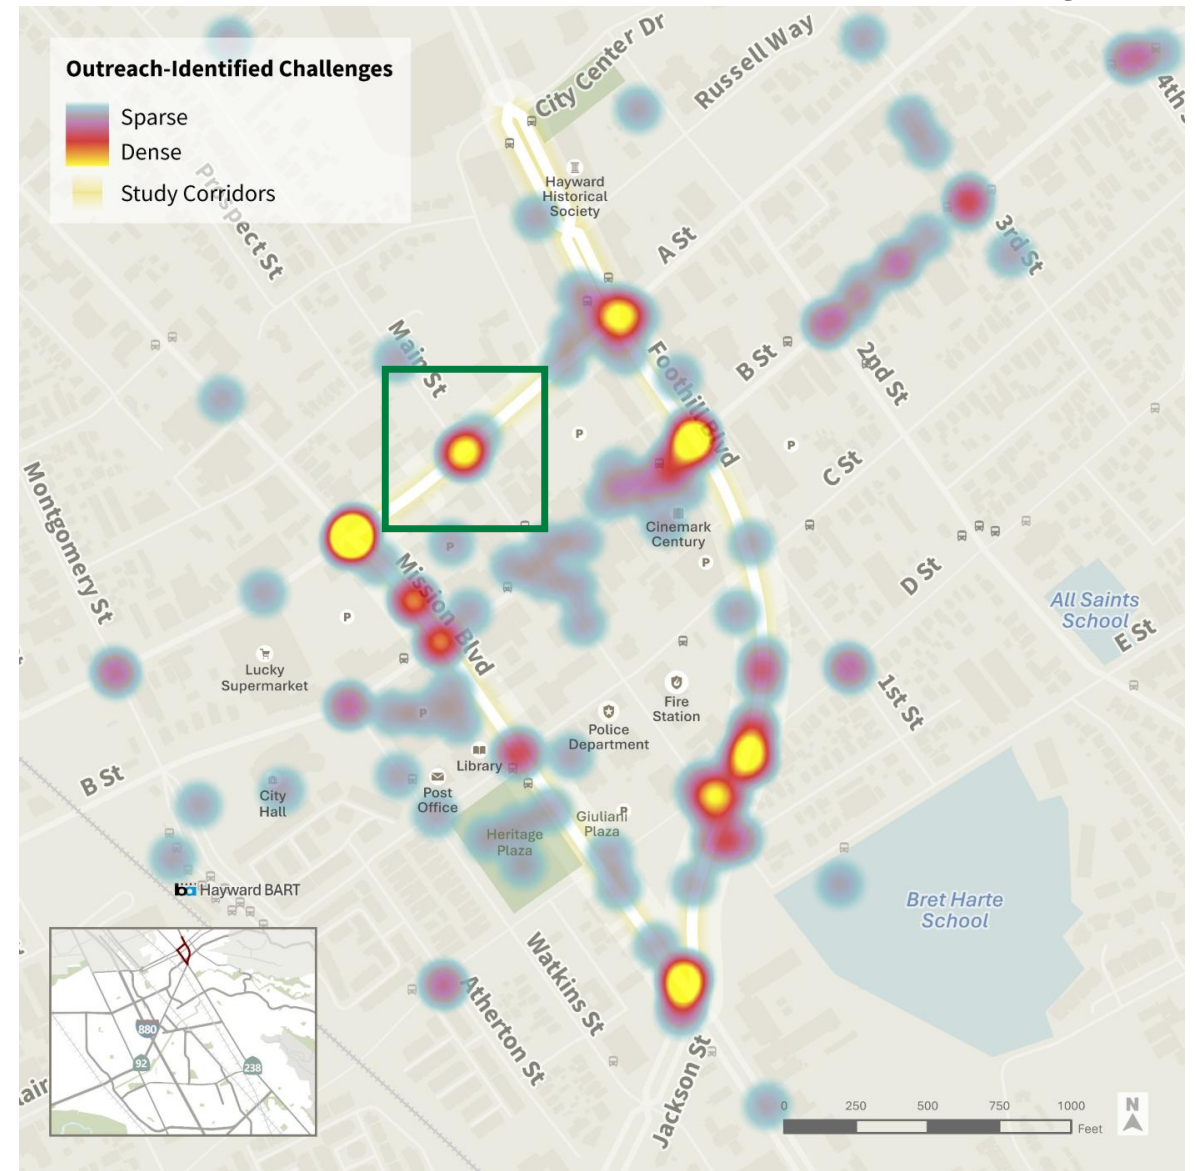 Outreach-Identified Challenges
Sparse
Dense
Study Corridors
City Center Dr
Russell Way
4th
Prospect St
Hayward
Historical
Society
A St
3rd St
Main St
Foothill Blvd
B St
2nd St
P
P
C St
Montgomery St
Cinemark
Century
P
P
D St
Mission Blvd
P
All Saints
School
E St
Lucky
Supermarket
Fire
Station
1st St
P
Police
Department
Library
B St
Post
Office
City
Hall
Giuliani
Plaza
P
Heritage
Plaza
ba Hayward BART
Bret Harte
School
Watkins St
Atherton St
880
92
238
Jackson St
0 250 500 750 1000
Feet
N